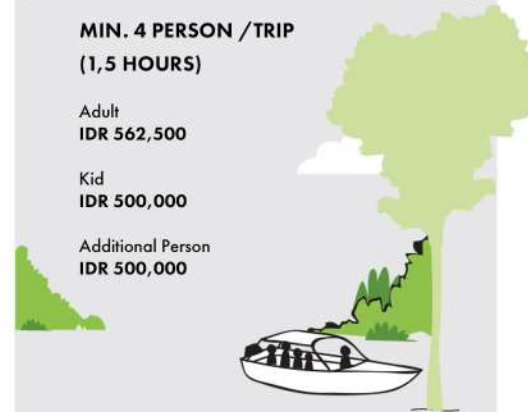 MIN. 4 PERSON /TRIP
(1,5 HOURS)
Adult
IDR 562,500
Kid
IDR 500,000
Additional Person
IDR 500,000